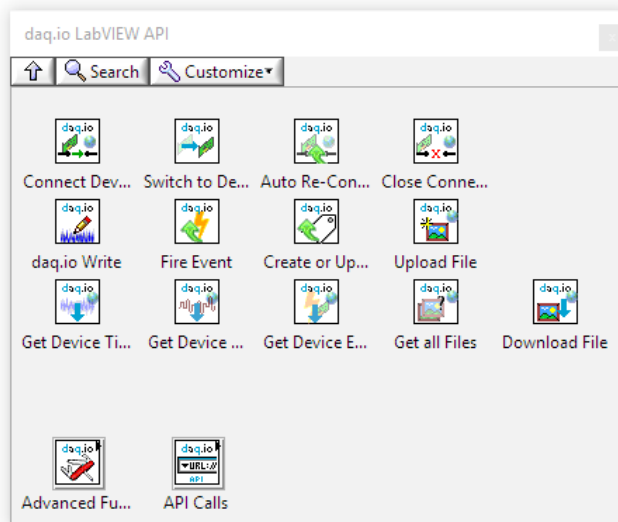 daq.io LabVIEW API
Search Customize
daq.io daq.io daq.io daq.io
Connect Dev... Switch to De... Auto Re-Con... Close Conne...
daq.io daq.io daq.io daq.io
daq.io Write Fire Event Create or Up... Upload File
daq.io daq.io daq.io daq.io daq.io
Get Device Ti... Get Device ... Get Device E... Get all Files Download File
daq.io daq.io
URL://
API
Advanced Fu... API Calls